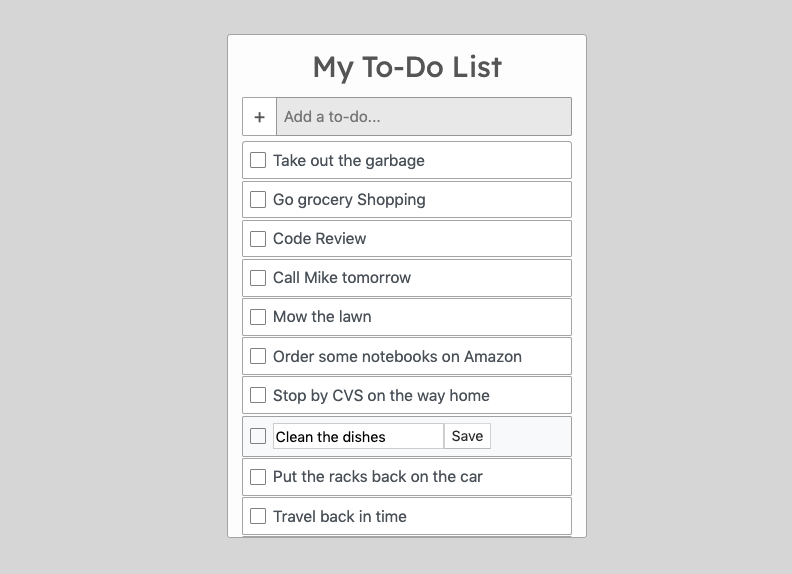 My To-Do List
+ Add a to-do...
Take out the garbage
Go grocery Shopping
Code Review
Call Mike tomorrow
Mow the lawn
Order some notebooks on Amazon
Stop by CVS on the way home
Clean the dishes Save
Put the racks back on the car
Travel back in time